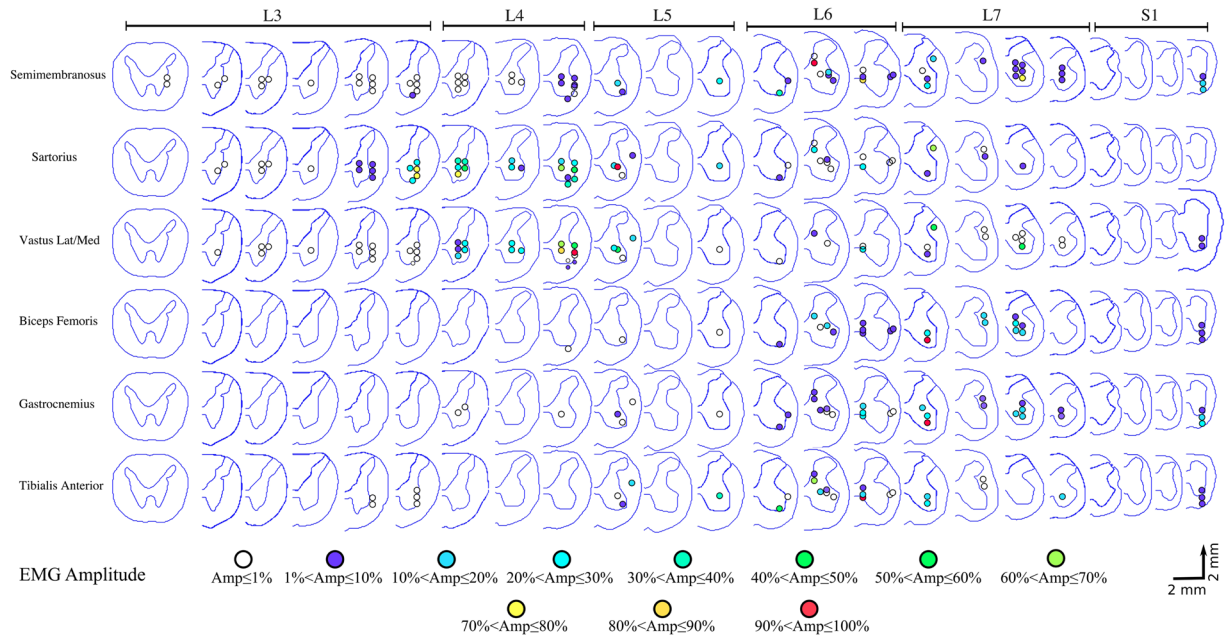 L3 L4 L5 L6 L7 S1
Semimembranosus
Sartorius
Vastus Lat/Med
Biceps Femoris
Gastrocnemius
Tibialis Anterior
EMG Amplitude
Amp≤1% 1%<Amp≤10% 10%<Amp≤20% 20%<Amp≤30% 30%<Amp≤40% 40%<Amp≤50% 50%<Amp≤60% 60%<Amp≤70%
70%<Amp≤80% 80%<Amp≤90% 90%<Amp≤100%
2 mm
2 mm